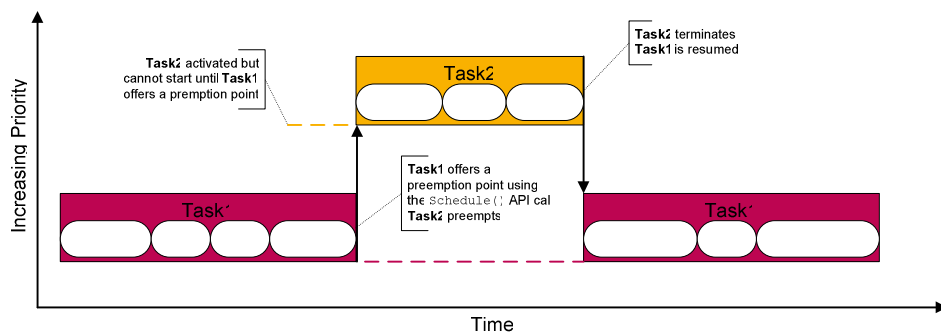 Increasing Priority
Task2 activated but
cannot start until Task1
offers a premption point
Task2
Task2 terminates
Task1 is resumed
Task1 offers a
preemption point using
the Schedule() API cal
Task2 preempts
Task1
Task1
Time